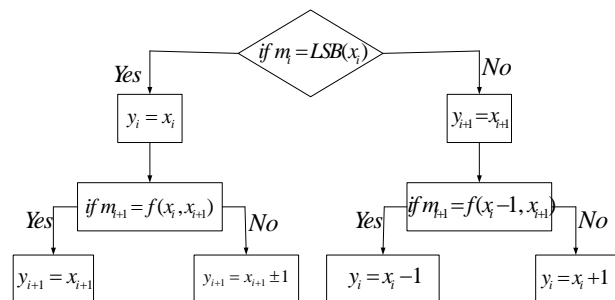 if m_i = LSB(x_i)
Yes
No
y_i = x_i
y_{i+1} = x_{i+1}
if m_{i+1} = f(x_i, x_{i+1})
if m_{i+1} = f(x_i − 1, x_{i+1})
Yes
No
Yes
No
y_{i+1} = x_{i+1}
y_{i+1} = x_{i+1} ± 1
y_i = x_i − 1
y_i = x_i + 1